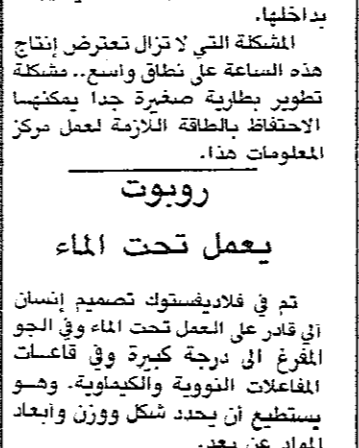 بداخلها.
المشكلة التي لا تزال تعترض إنتاج
هذه الساعة على نطاق واسع.. مشكلة
تطوير بطارية صغيرة جدا يمكنهما
الاحتفاظ بالطاقة اللازمة لعمل مركز
المعلومات هذا.
روبوت
يعمل تحت الماء
تم في فلاديفستوك تصميم إنسان
آلي قادر على العمل تحت الماء وفي الجو
المفرغ الى درجة كبيرة وفي قاعات
المفاعلات النووية والكيماوية. وهو
يستطيع أن يحدد شكل ووزن وأبعاد
المواد عن بعد.